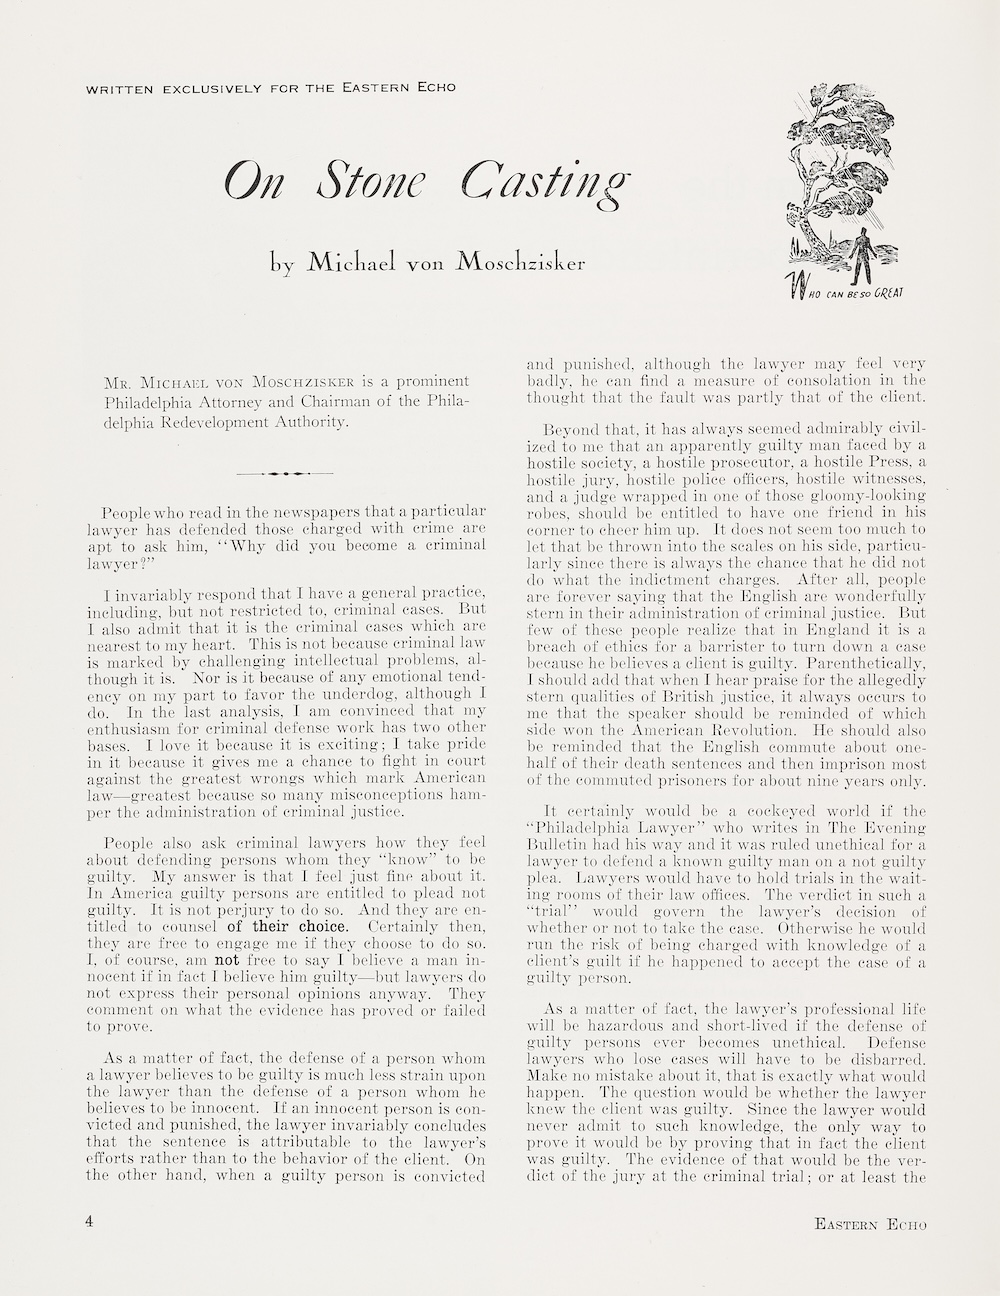 WRITTEN EXCLUSIVELY FOR THE EASTERN ECHO
On Stone Casting
by Michael von Moschzisker
WHO CAN BE SO GREAT
MR. MICHAEL VON MOSCHZISKER is a prominent
Philadelphia Attorney and Chairman of the Phila-
delphia Redevelopment Authority.
People who read in the newspapers that a particular
lawyer has defended those charged with crime are
apt to ask him, "Why did you become a criminal
lawyer?"
I invariably respond that I have a general practice,
including, but not restricted to, criminal cases. But
I also admit that it is the criminal cases which are
nearest to my heart. This is not because criminal law
is marked by challenging intellectual problems, al-
though it is. Nor is it because of any emotional tend-
ency on my part to favor the underdog, although I
do. In the last analysis, I am convinced that my
enthusiasm for criminal defense work has two other
bases. I love it because it is exciting; I take pride
in it because it gives me a chance to fight in court
against the greatest wrongs which mark American
law—greatest because so many misconceptions ham-
per the administration of criminal justice.
People also ask criminal lawyers how they feel
about defending persons whom they "know" to be
guilty. My answer is that I feel just fine about it.
In America guilty persons are entitled to plead not
guilty. It is not perjury to do so. And they are en-
titled to counsel of their choice. Certainly then,
they are free to engage me if they choose to do so.
I, of course, am not free to say I believe a man in-
nocent if in fact I believe him guilty—but lawyers do
not express their personal opinions anyway. They
comment on what the evidence has proved or failed
to prove.
As a matter of fact, the defense of a person whom
a lawyer believes to be guilty is much less strain upon
the lawyer than the defense of a person whom he
believes to be innocent. If an innocent person is con-
victed and punished, the lawyer invariably concludes
that the sentence is attributable to the lawyer's
efforts rather than to the behavior of the client. On
the other hand, when a guilty person is convicted
and punished, although the lawyer may feel very
badly, he can find a measure of consolation in the
thought that the fault was partly that of the client.
Beyond that, it has always seemed admirably civil-
ized to me that an apparently guilty man faced by a
hostile society, a hostile prosecutor, a hostile Press, a
hostile jury, hostile police officers, hostile witnesses,
and a judge wrapped in one of those gloomy-looking
robes, should be entitled to have one friend in his
corner to cheer him up. It does not seem too much to
let that be thrown into the scales on his side, particu-
larly since there is always the chance that he did not
do what the indictment charges. After all, people
are forever saying that the English are wonderfully
stern in their administration of criminal justice. But
few of these people realize that in England it is a
breach of ethics for a barrister to turn down a case
because he believes a client is guilty. Parenthetically,
I should add that when I hear praise for the allegedly
stern qualities of British justice, it always occurs to
me that the speaker should be reminded of which
side won the American Revolution. He should also
be reminded that the English commute about one-
half of their death sentences and then imprison most
of the commuted prisoners for about nine years only.
It certainly would be a cockeyed world if the
"Philadelphia Lawyer" who writes in The Evening
Bulletin had his way and it was ruled unethical for a
lawyer to defend a known guilty man on a not guilty
plea. Lawyers would have to hold trials in the wait-
ing rooms of their law offices. The verdict in such a
"trial" would govern the lawyer's decision of
whether or not to take the case. Otherwise he would
run the risk of being charged with knowledge of a
client's guilt if he happened to accept the case of a
guilty person.
As a matter of fact, the lawyer's professional life
will be hazardous and short-lived if the defense of
guilty persons ever becomes unethical. Defense
lawyers who lose cases will have to be disbarred.
Make no mistake about it, that is exactly what would
happen. The question would be whether the lawyer
knew the client was guilty. Since the lawyer would
never admit to such knowledge, the only way to
prove it would be by proving that in fact the client
was guilty. The evidence of that would be the ver-
dict of the jury at the criminal trial; or at least the
4
EASTERN ECHO